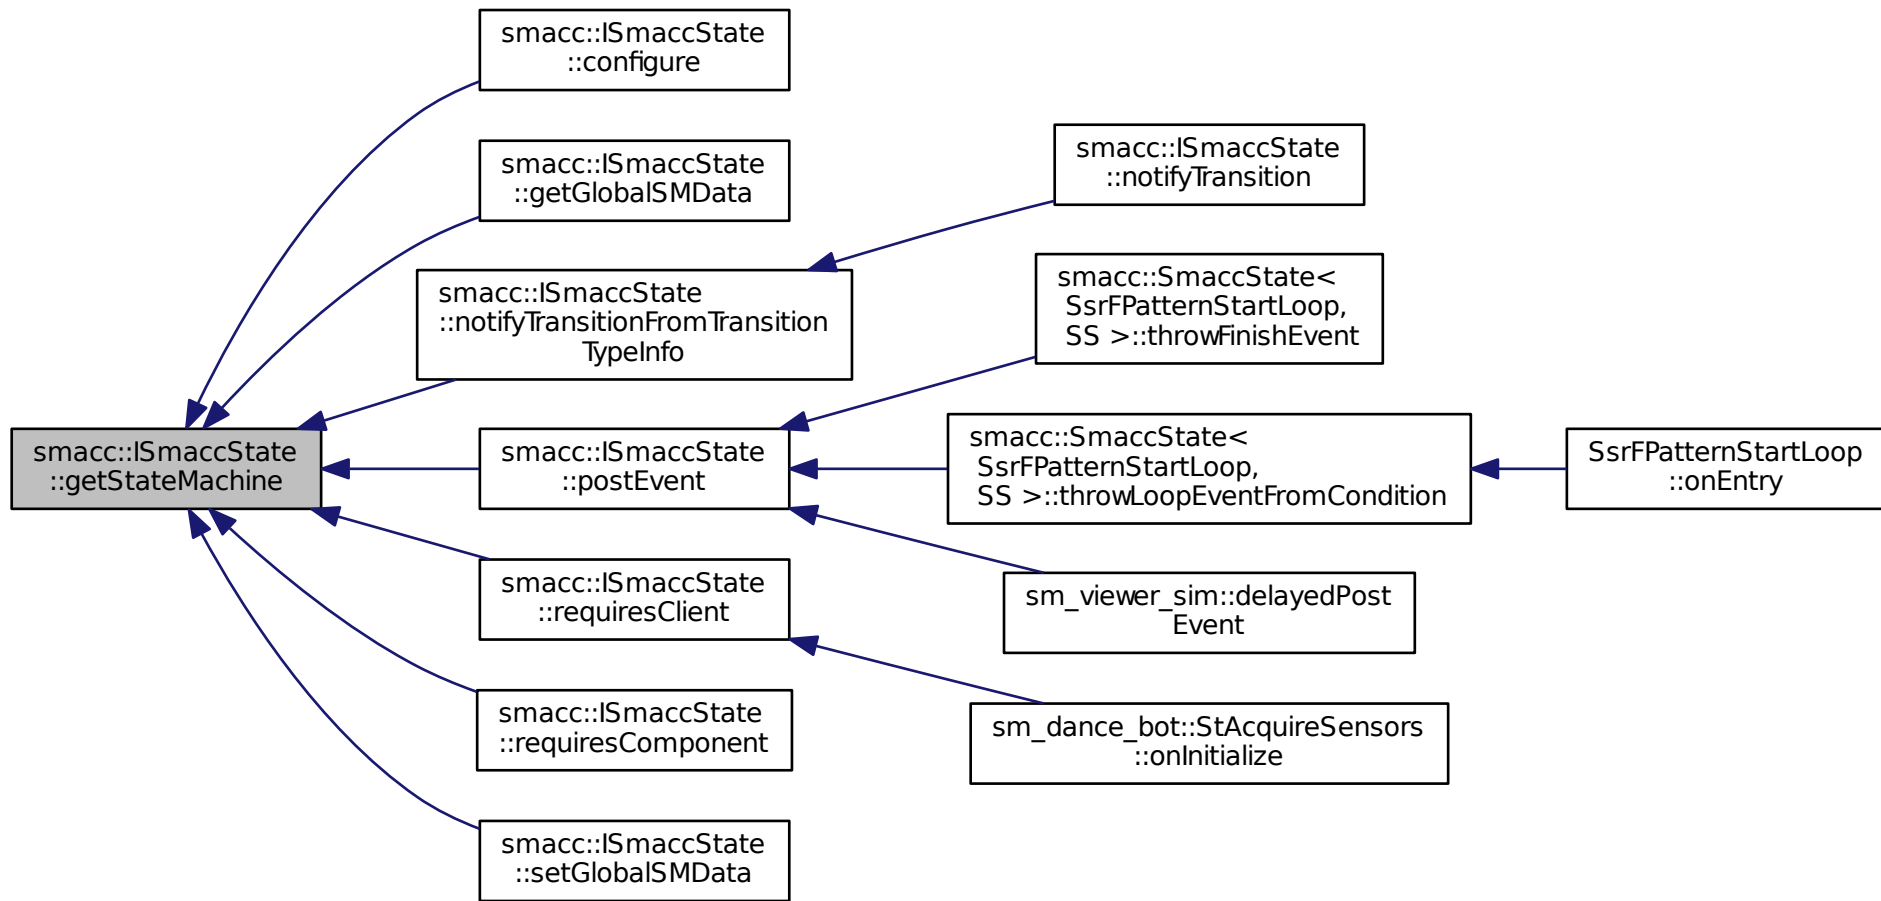 smacc::ISmaccState
::configure
smacc::ISmaccState
::getGlobalSMData
smacc::ISmaccState
::notifyTransition
smacc::SmaccState<
SsrFPatternStartLoop,
SS >::throwFinishEvent
smacc::ISmaccState
::notifyTransitionFromTransition
TypeInfo
smacc::ISmaccState
::getStateMachine
smacc::ISmaccState
::postEvent
smacc::SmaccState<
SsrFPatternStartLoop,
SS >::throwLoopEventFromCondition
SsrFPatternStartLoop
::onEntry
smacc::ISmaccState
::requiresClient
sm_viewer_sim::delayedPost
Event
smacc::ISmaccState
::requiresComponent
sm_dance_bot::StAcquireSensors
::onInitialize
smacc::ISmaccState
::setGlobalSMData